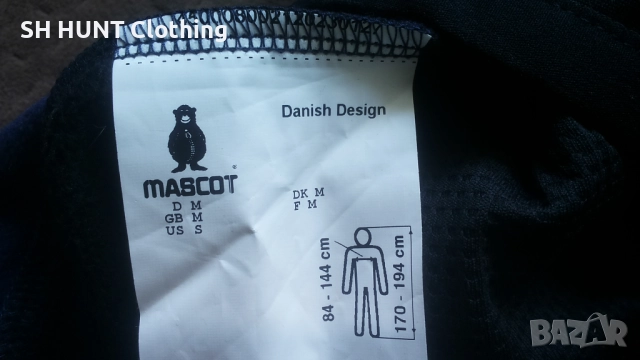 SH HUNT Clothing
Danish Design
MASCOT
D M
GB M
US S
DK M
F M
84 - 144 cm
170 - 194 cm
BAZAR